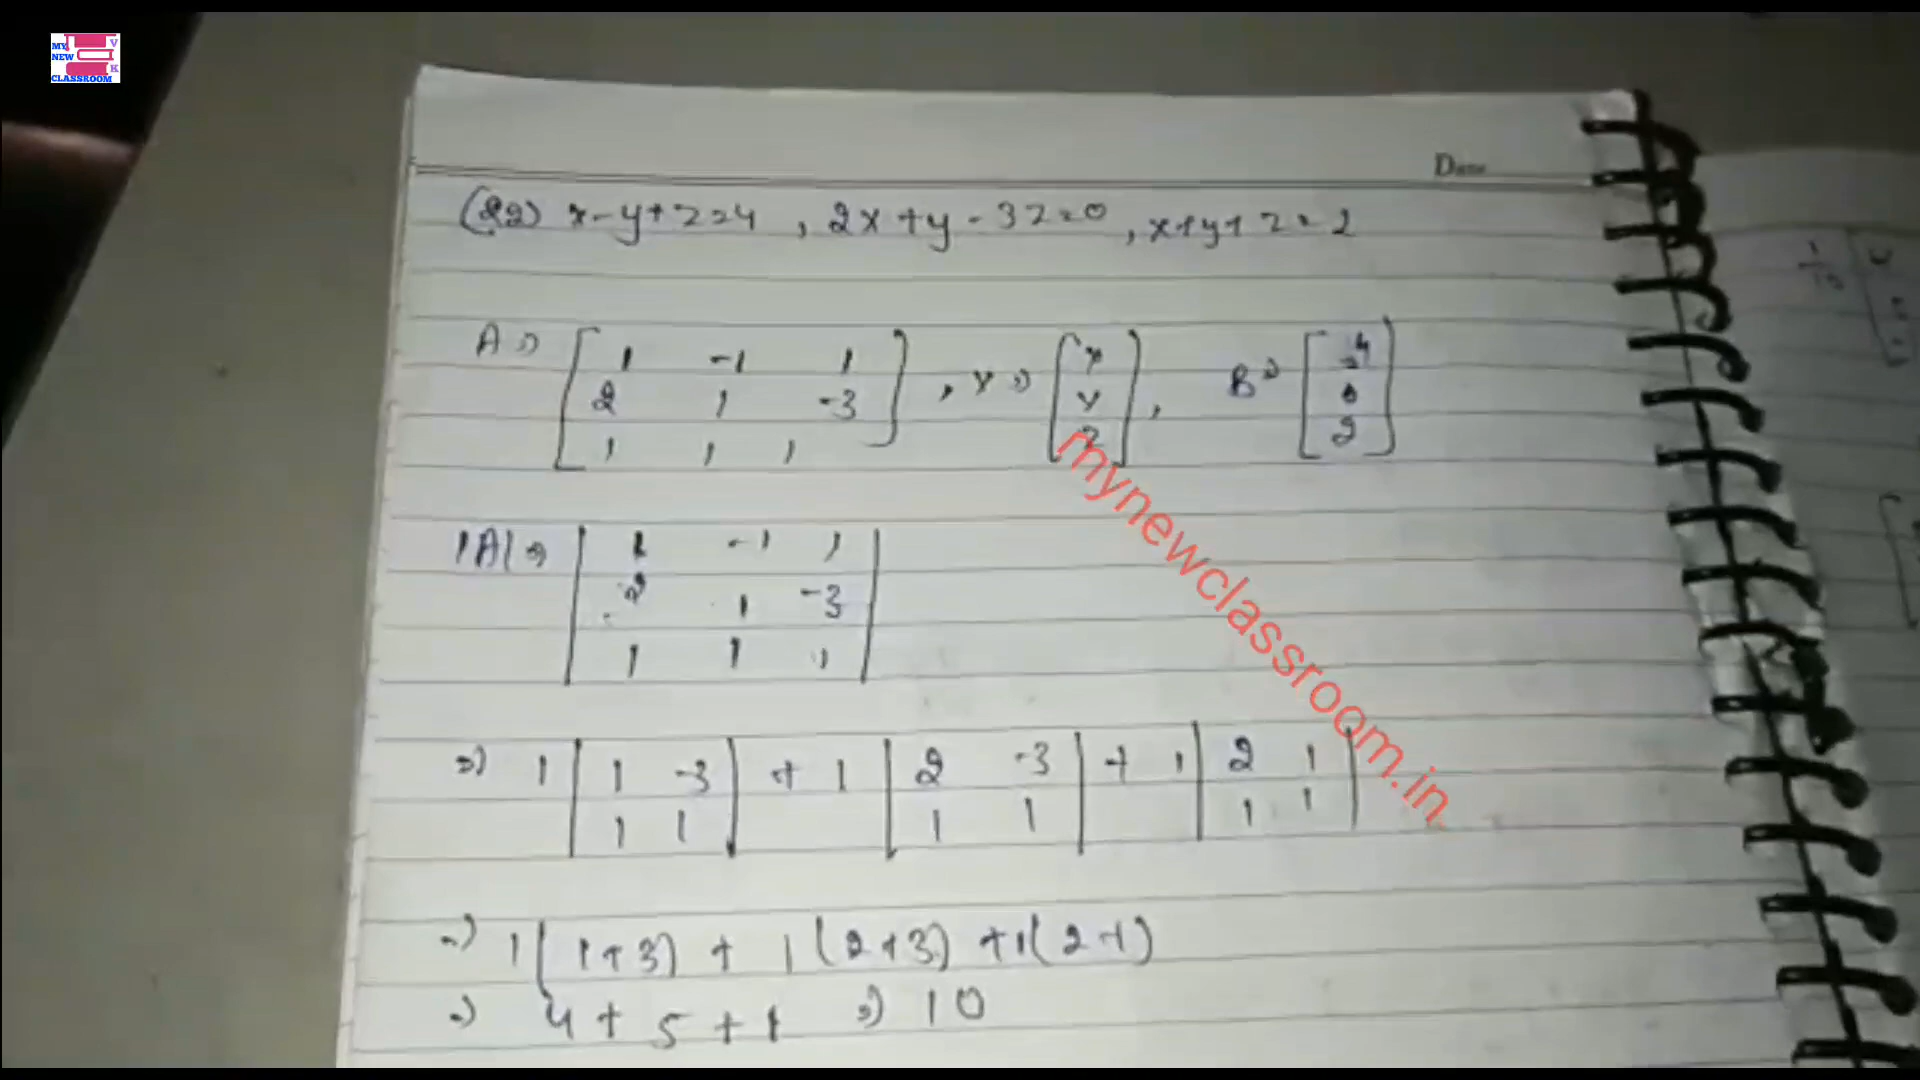 MY NEW CLASSROOM V K
Date
(22) x-y+z=4 , 2x+y-3z=0 , x+y+z=2
A => [ 1 -1 1
2 1 -3
1 1 1 ] , X => [ x
y
z ] , B => [ 4
0
2 ]
|A| => | 1 -1 1 |
| 2 1 -3 |
| 1 1 1 |
=> 1 | 1 -3 | + 1 | 2 -3 | + 1 | 2 1 |
| 1 1 | | 1 1 | | 1 1 |
=> 1(1+3) + 1(2+3) +1(2-1)
=> 4 + 5 + 1 => 10
mynewclassroom.in